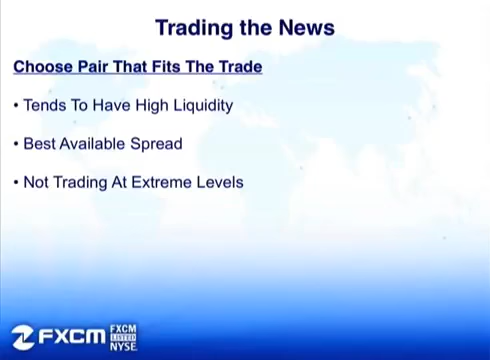 Trading the News
Choose Pair That Fits The Trade
• Tends To Have High Liquidity
• Best Available Spread
• Not Trading At Extreme Levels
FXCM
FXCM
LISTED
NYSE